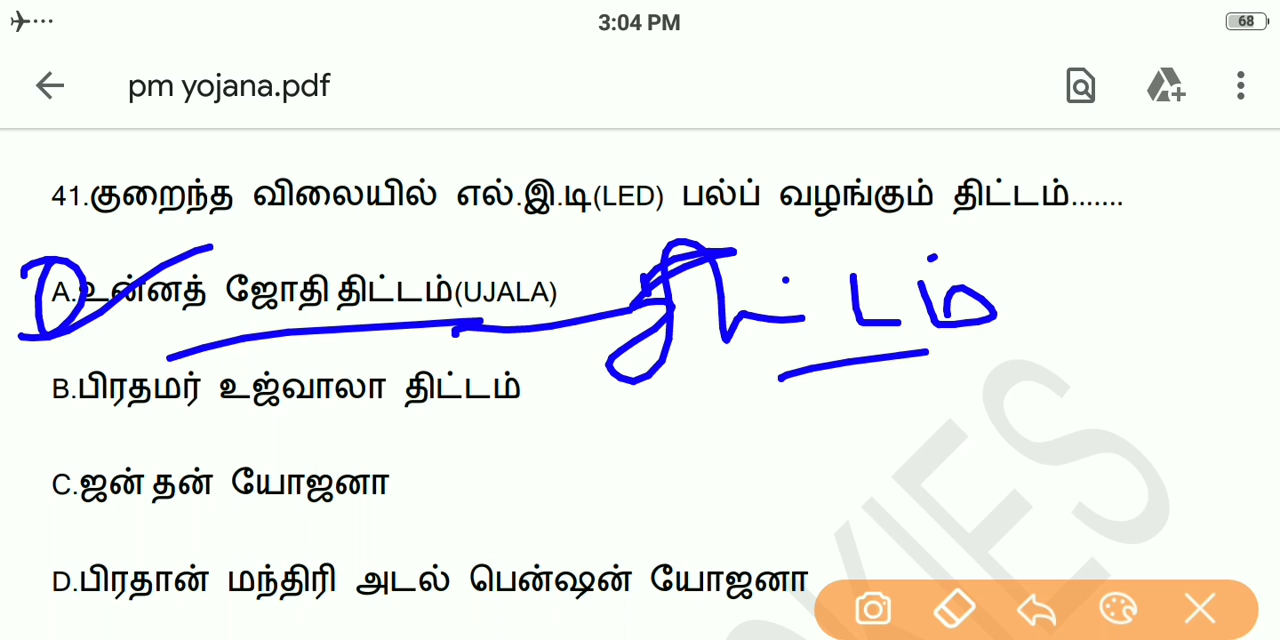 3:04 PM
68
pm yojana.pdf
41.குறைந்த விலையில் எல்.இ.டி(LED) பல்ப் வழங்கும் திட்டம்.......
A.உன்னத் ஜோதி திட்டம்(UJALA)
B.பிரதமர் உஜ்வாலா திட்டம்
C.ஜன் தன் யோஜனா
D.பிரதான் மந்திரி அடல் பென்ஷன் யோஜனா